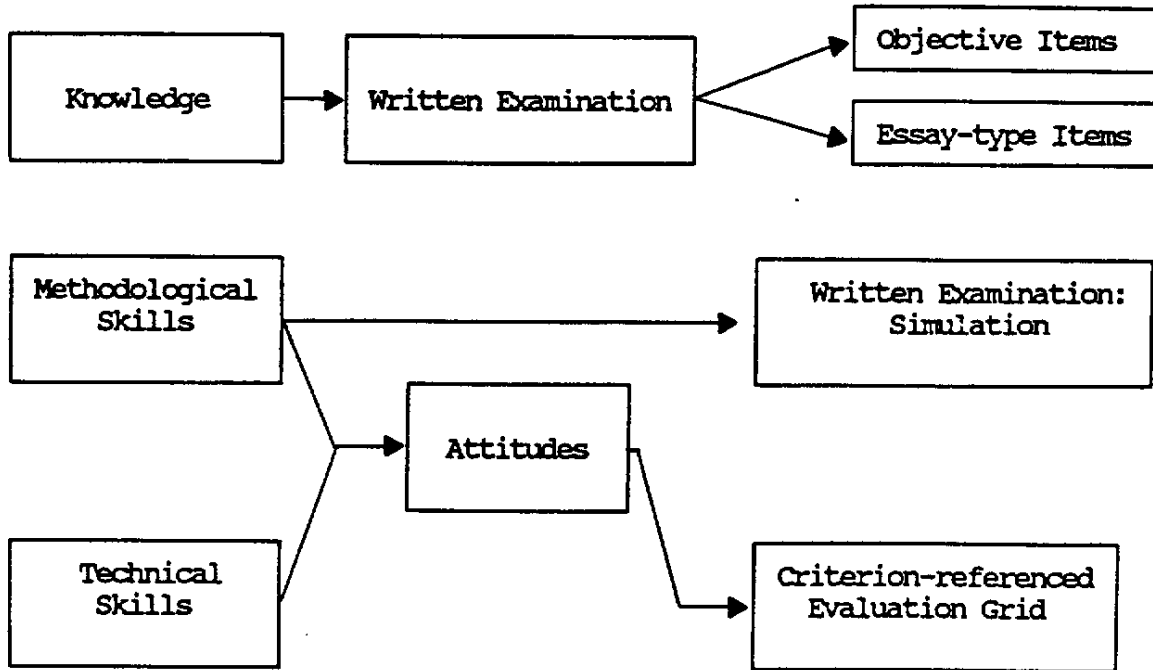 Objective Items
Knowledge
Written Examination
Essay-type Items
Methodological
Skills
Written Examination:
Simulation
Attitudes
Technical
Skills
Criterion-referenced
Evaluation Grid